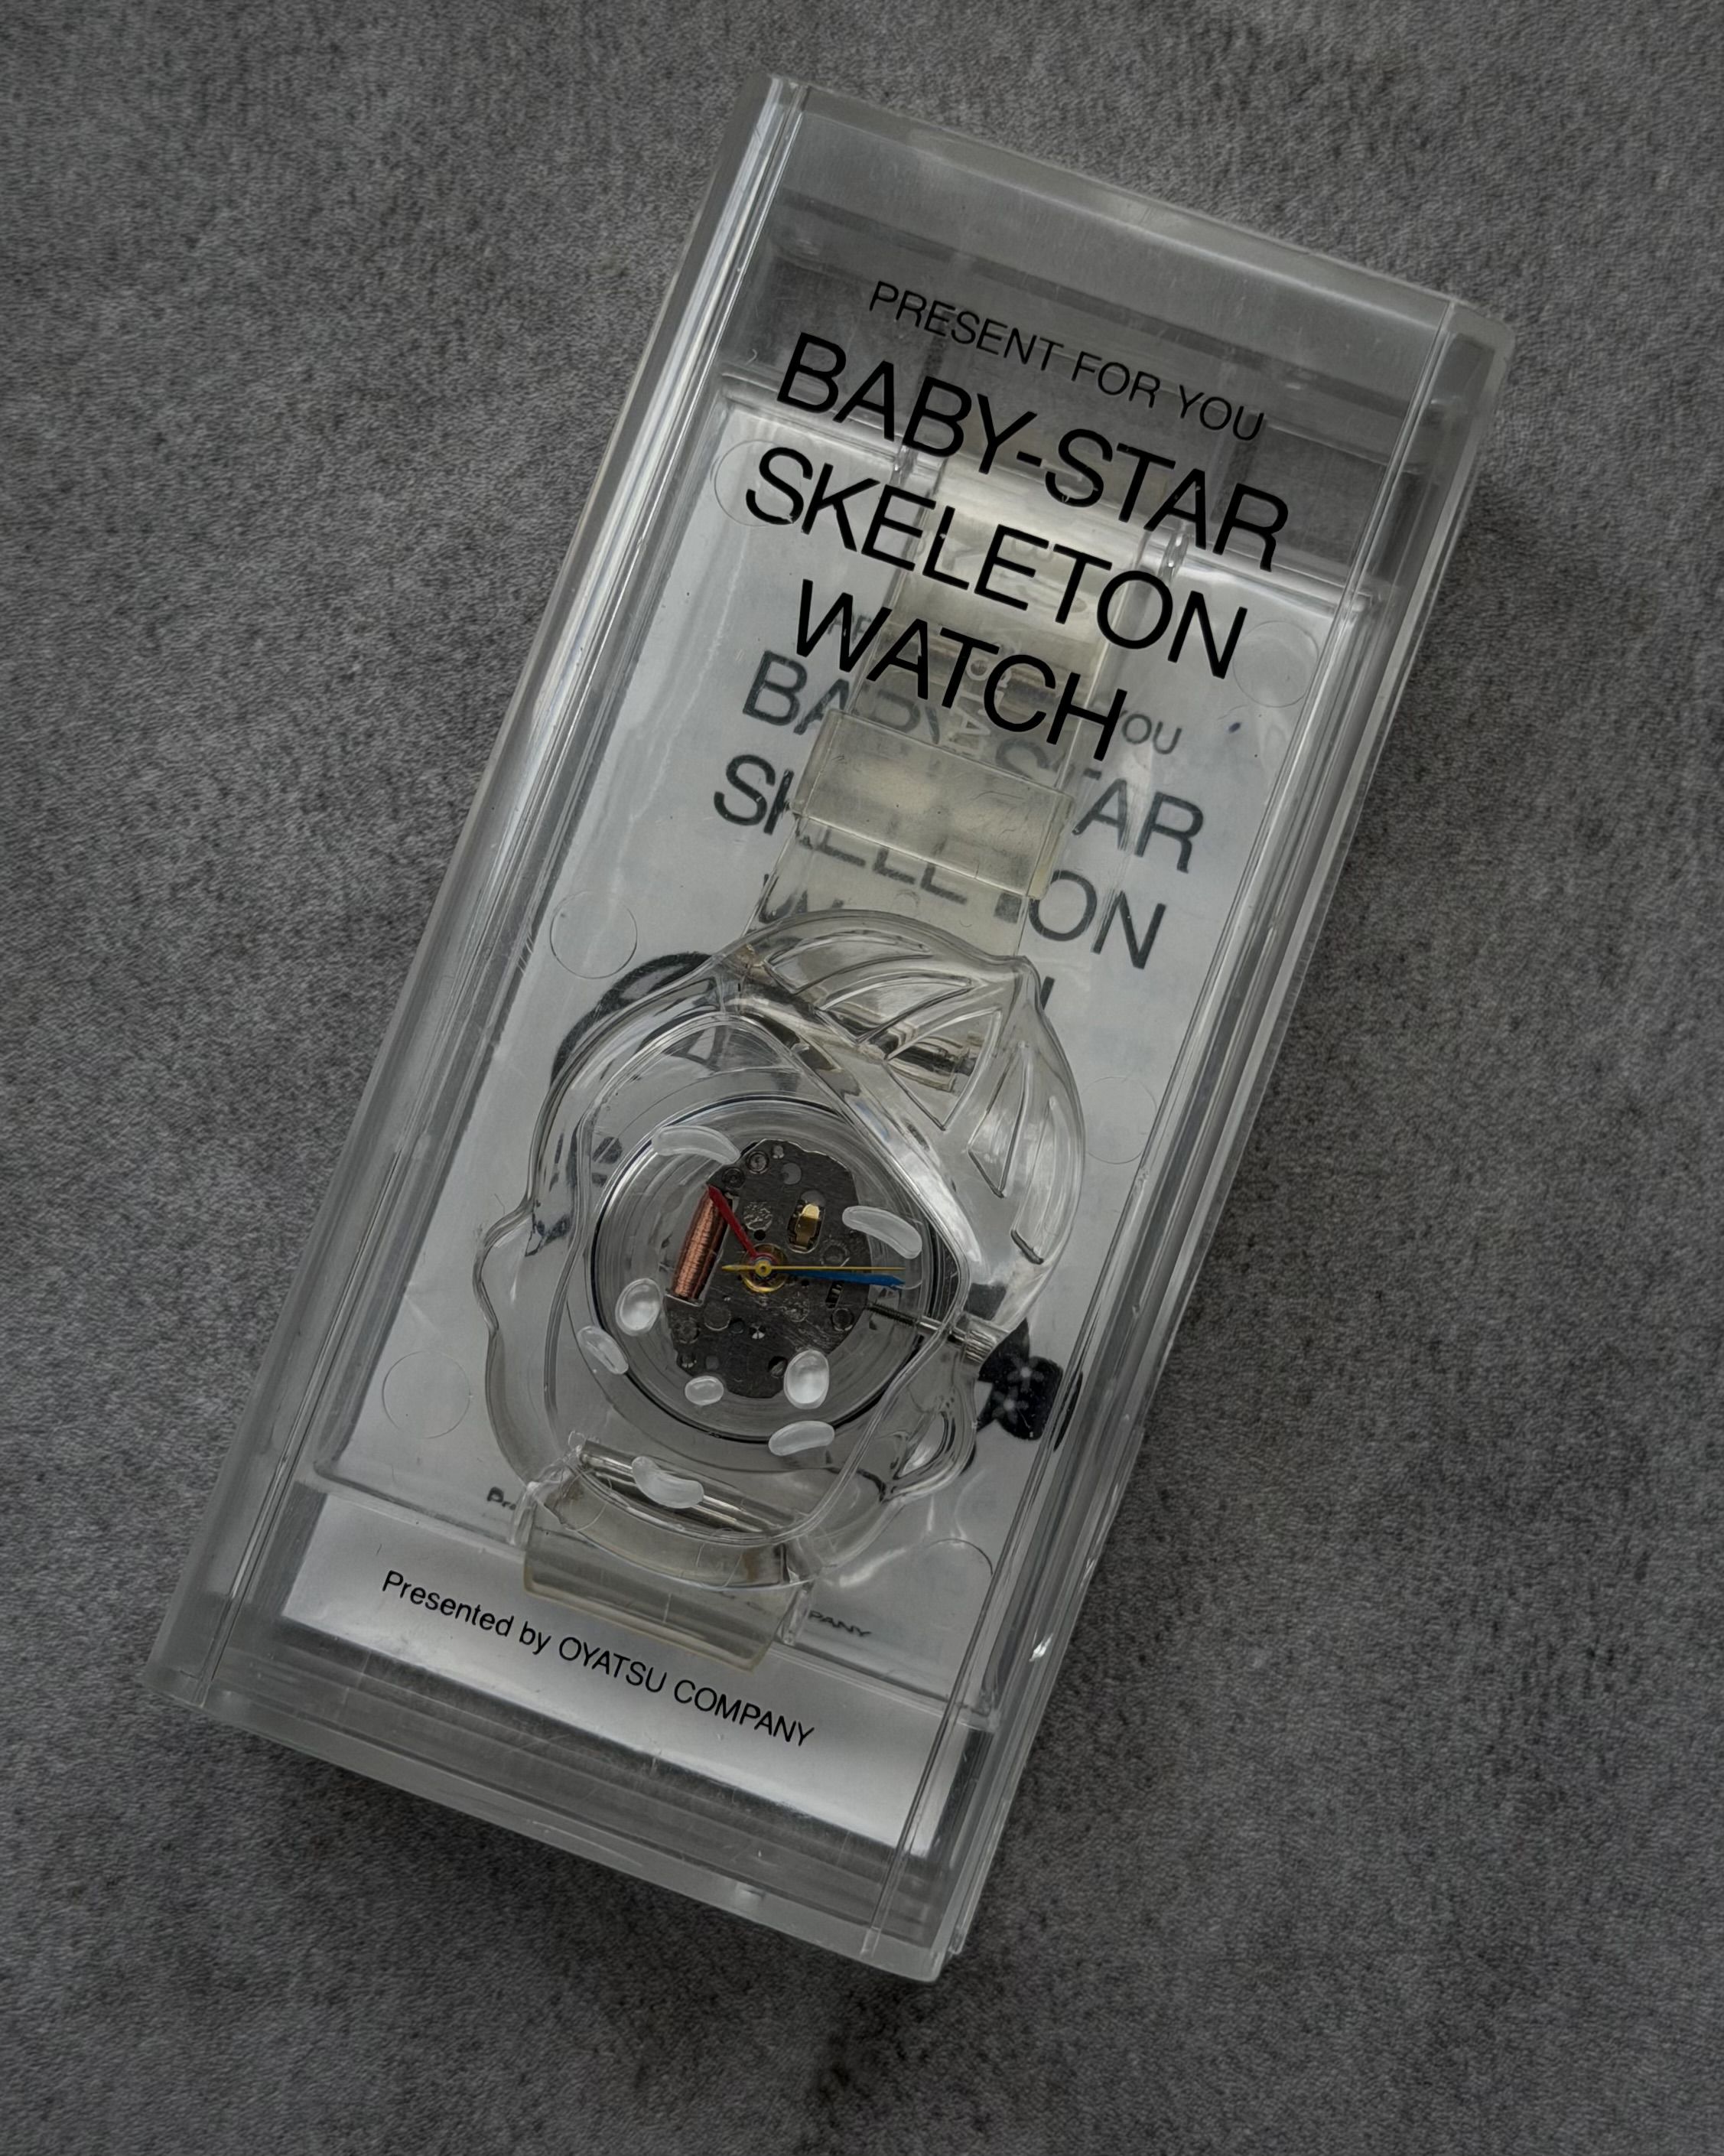 PRESENT FOR YOU
BABY-STAR
SKELETON
WATCH
Presented by OYATSU COMPANY